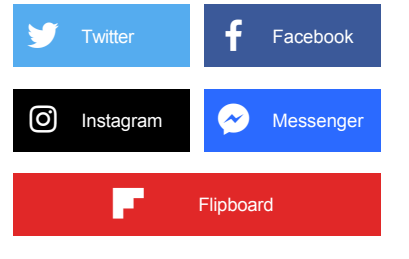 Twitter
Facebook
Instagram
Messenger
Flipboard